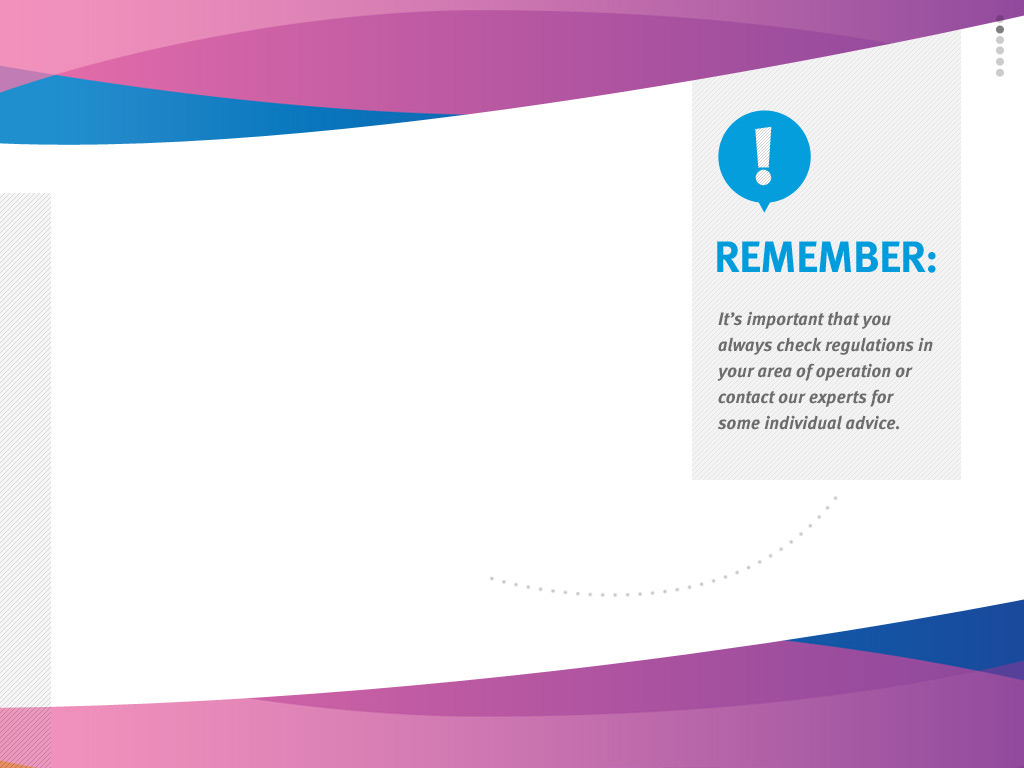 !
REMEMBER:
It’s important that you
always check regulations in
your area of operation or
contact our experts for
some individual advice.